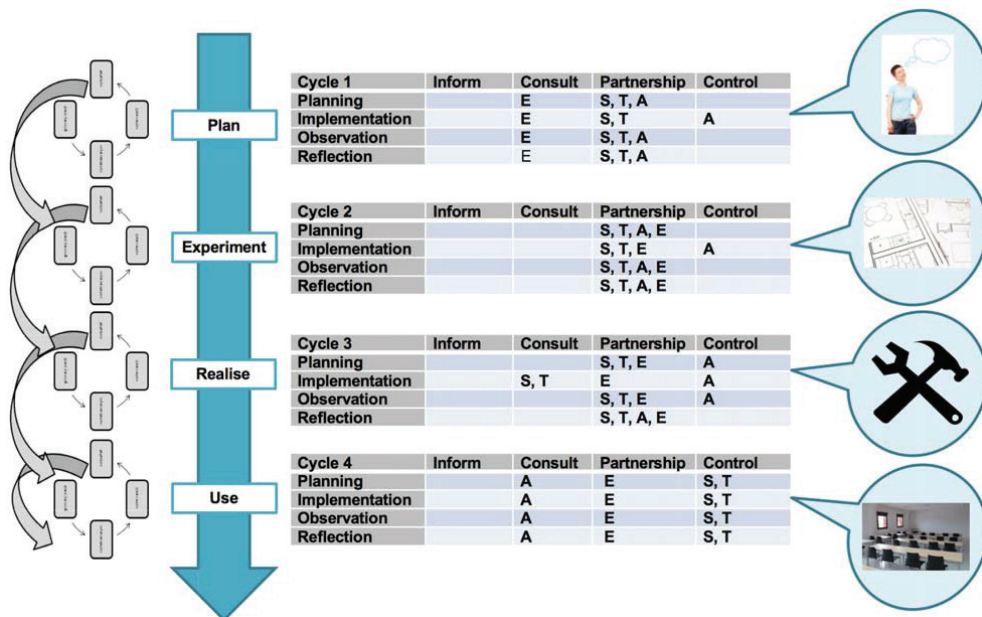 Plan
Experiment
Realise
Use
Cycle 1 Inform Consult Partnership Control
Planning E S, T, A
Implementation E S, T A
Observation E S, T, A
Reflection E S, T, A
Cycle 2 Inform Consult Partnership Control
Planning S, T, A, E
Implementation S, T, E A
Observation S, T, A, E
Reflection S, T, A, E
Cycle 3 Inform Consult Partnership Control
Planning S, T, E A
Implementation S, T E A
Observation S, T, E A
Reflection S, T, A, E
Cycle 4 Inform Consult Partnership Control
Planning A E S, T
Implementation A E S, T
Observation A E S, T
Reflection A E S, T